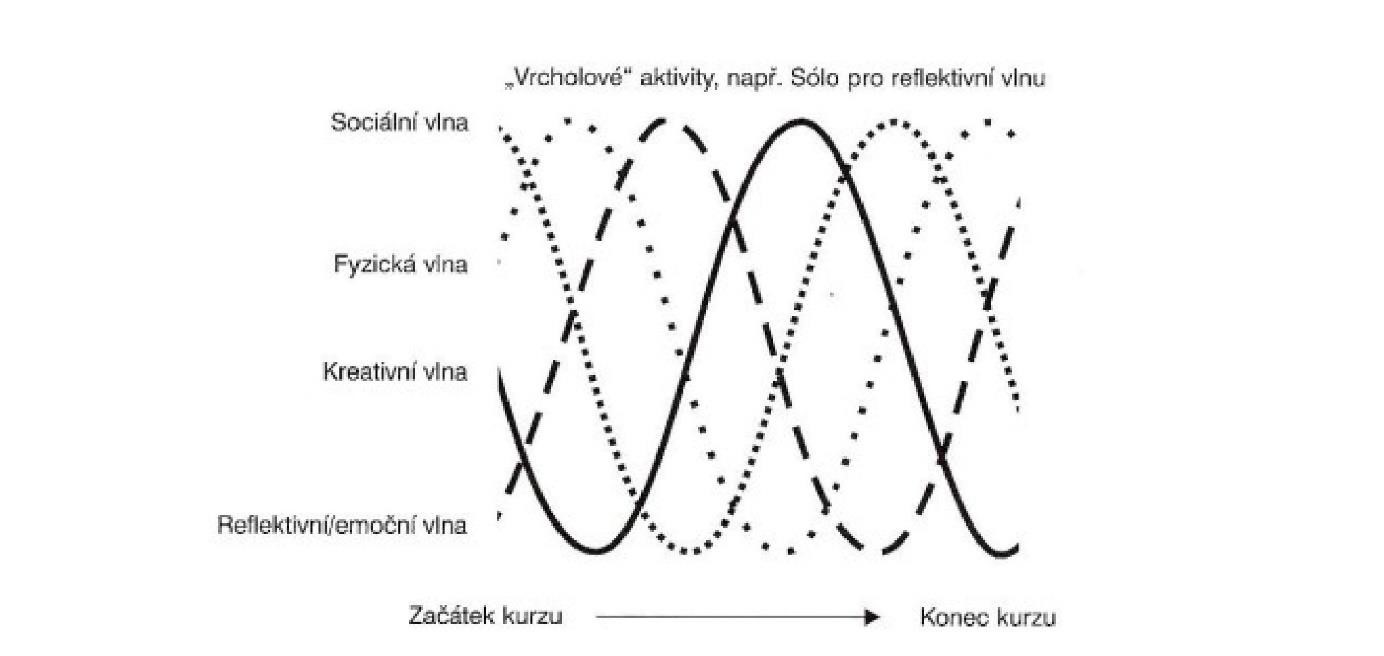 „Vrcholové“ aktivity, např. Sólo pro reflektivní vlnu
Sociální vlna
Fyzická vlna
Kreativní vlna
Reflektivní/emoční vlna
Začátek kurzu
Konec kurzu